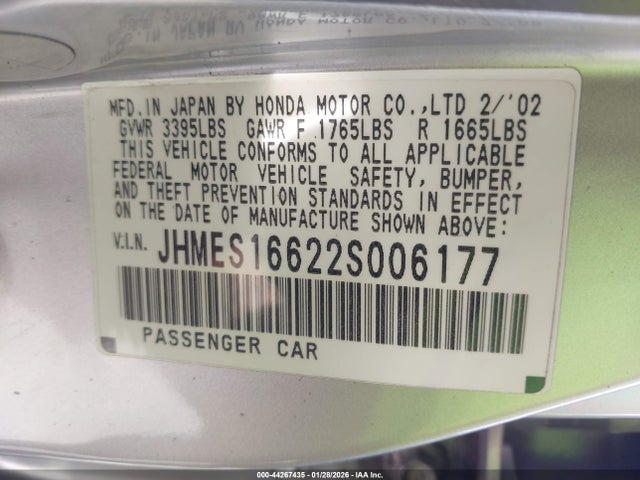 MFD.IN JAPAN BY HONDA MOTOR CO.,LTD 2/'02
GVWR 3395LBS GAWR F 1765LBS R 1665LBS
THIS VEHICLE CONFORMS TO ALL APPLICABLE
FEDERAL MOTOR VEHICLE SAFETY, BUMPER,
AND THEFT PREVENTION STANDARDS IN EFFECT
ON THE DATE OF MANUFACTURE SHOWN ABOVE:
V.I.N. JHMES16622S006177
PASSENGER CAR
000-44267435 - 01/28/2026 - IAA Inc.